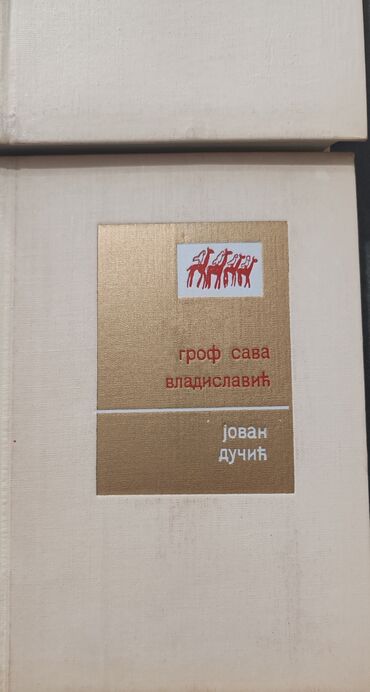 гроф сава
владиславић
јован
дучић